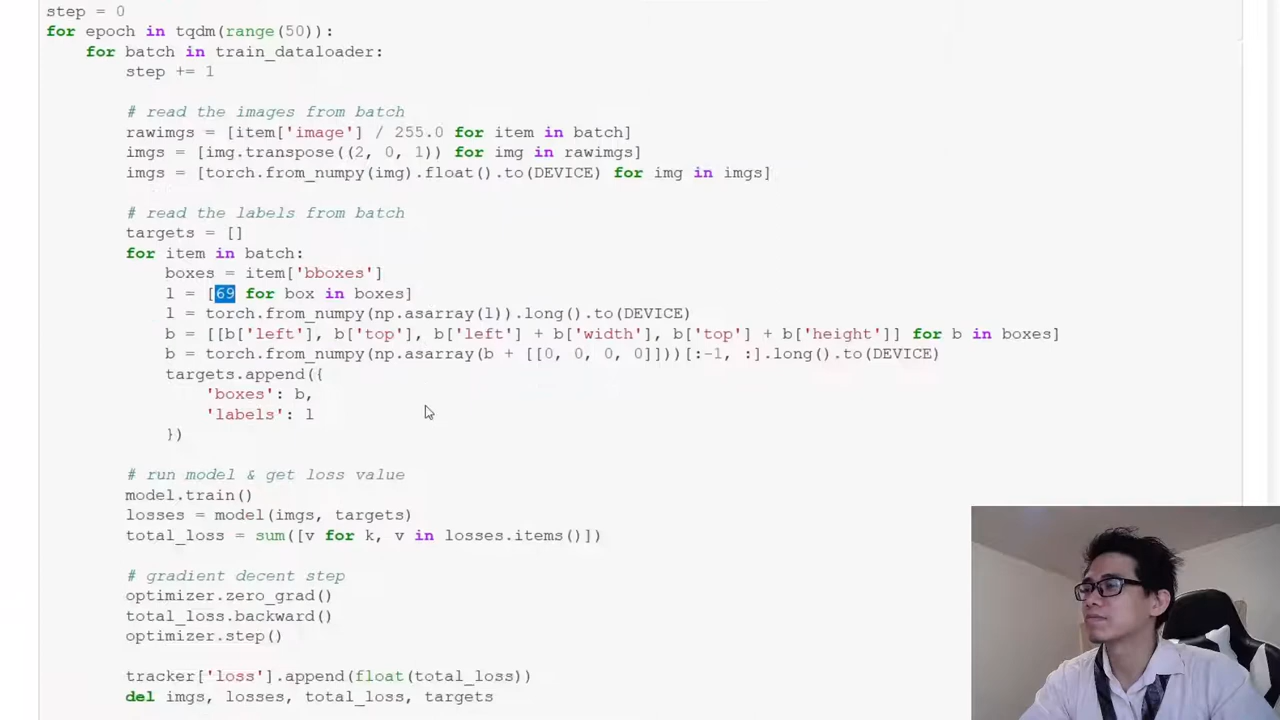 step = 0
for epoch in tqdm(range(50)):
for batch in train_dataloader:
step += 1
# read the images from batch
rawimgs = [item['image'] / 255.0 for item in batch]
imgs = [img.transpose((2, 0, 1)) for img in rawimgs]
imgs = [torch.from_numpy(img).float().to(DEVICE) for img in imgs]
# read the labels from batch
targets = []
for item in batch:
boxes = item['bboxes']
l = [69 for box in boxes]
l = torch.from_numpy(np.asarray(l)).long().to(DEVICE)
b = [[b['left'], b['top'], b['left'] + b['width'], b['top'] + b['height']] for b in boxes]
b = torch.from_numpy(np.asarray(b + [[0, 0, 0, 0]]))[:-1, :].long().to(DEVICE)
targets.append({
'boxes': b,
'labels': l
})
# run model & get loss value
model.train()
losses = model(imgs, targets)
total_loss = sum([v for k, v in losses.items()])
# gradient decent step
optimizer.zero_grad()
total_loss.backward()
optimizer.step()
tracker['loss'].append(float(total_loss))
del imgs, losses, total_loss, targets